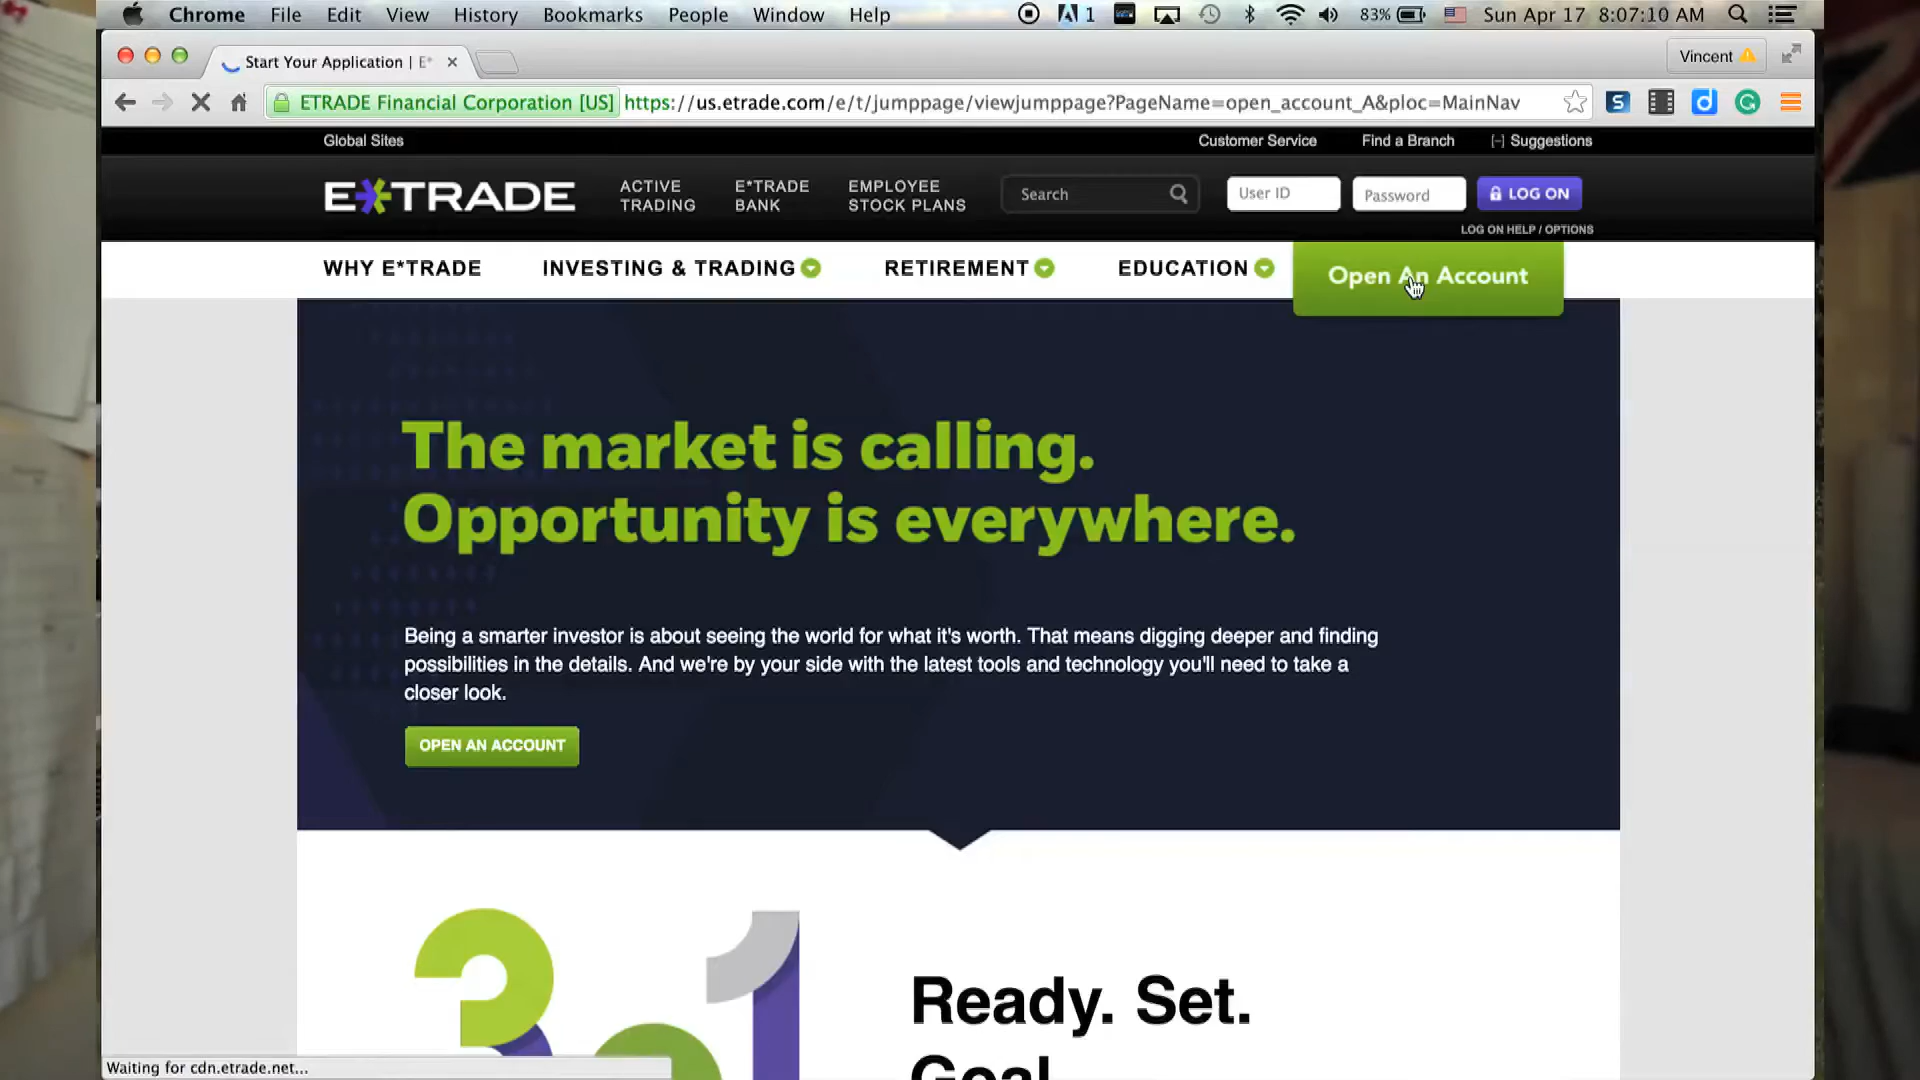 Chrome File Edit View History Bookmarks People Window Help 1 83% Sun Apr 17 8:07:10 AM
Start Your Application | E*
Vincent
ETRADE Financial Corporation [US] https://us.etrade.com/e/t/jumppage/viewjumppage?PageName=open_account_A&ploc=MainNav
Global Sites Customer Service Find a Branch [-] Suggestions
E*TRADE
ACTIVE
TRADING
E*TRADE
BANK
EMPLOYEE
STOCK PLANS
Search User ID Password LOG ON
LOG ON HELP / OPTIONS
WHY E*TRADE INVESTING & TRADING RETIREMENT EDUCATION Open An Account
The market is calling.
Opportunity is everywhere.
Being a smarter investor is about seeing the world for what it's worth. That means digging deeper and finding
possibilities in the details. And we're by your side with the latest tools and technology you'll need to take a
closer look.
OPEN AN ACCOUNT
Ready. Set.
Goal
Waiting for cdn.etrade.net...